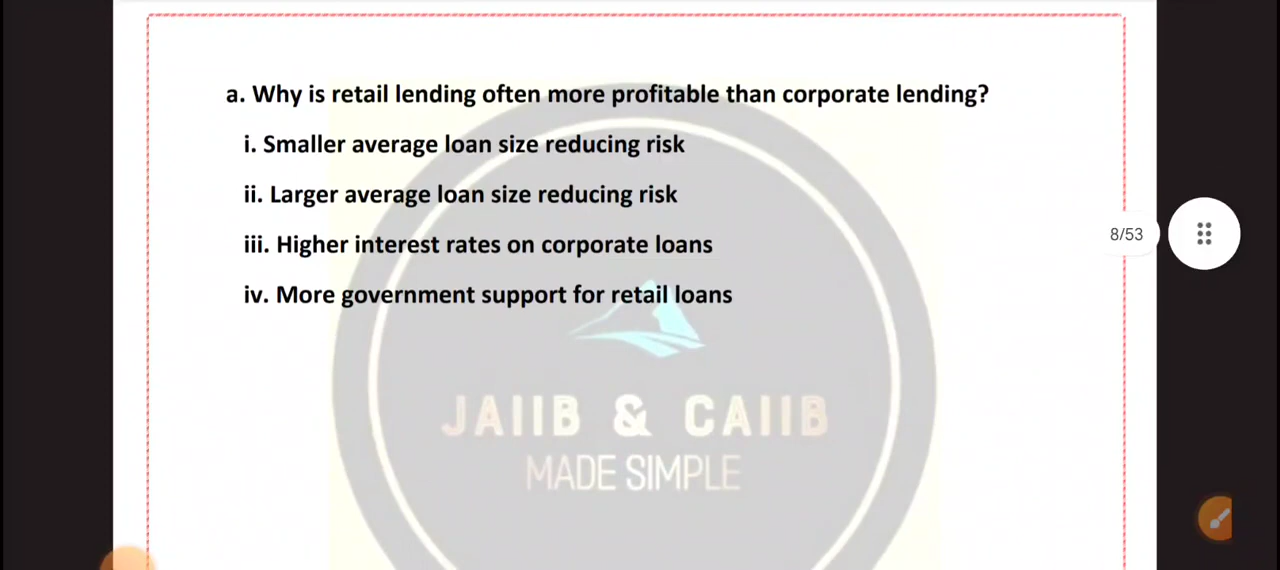 a. Why is retail lending often more profitable than corporate lending?
i. Smaller average loan size reducing risk
ii. Larger average loan size reducing risk
iii. Higher interest rates on corporate loans
iv. More government support for retail loans
8/53
JAIIB & CAIIB
MADE SIMPLE